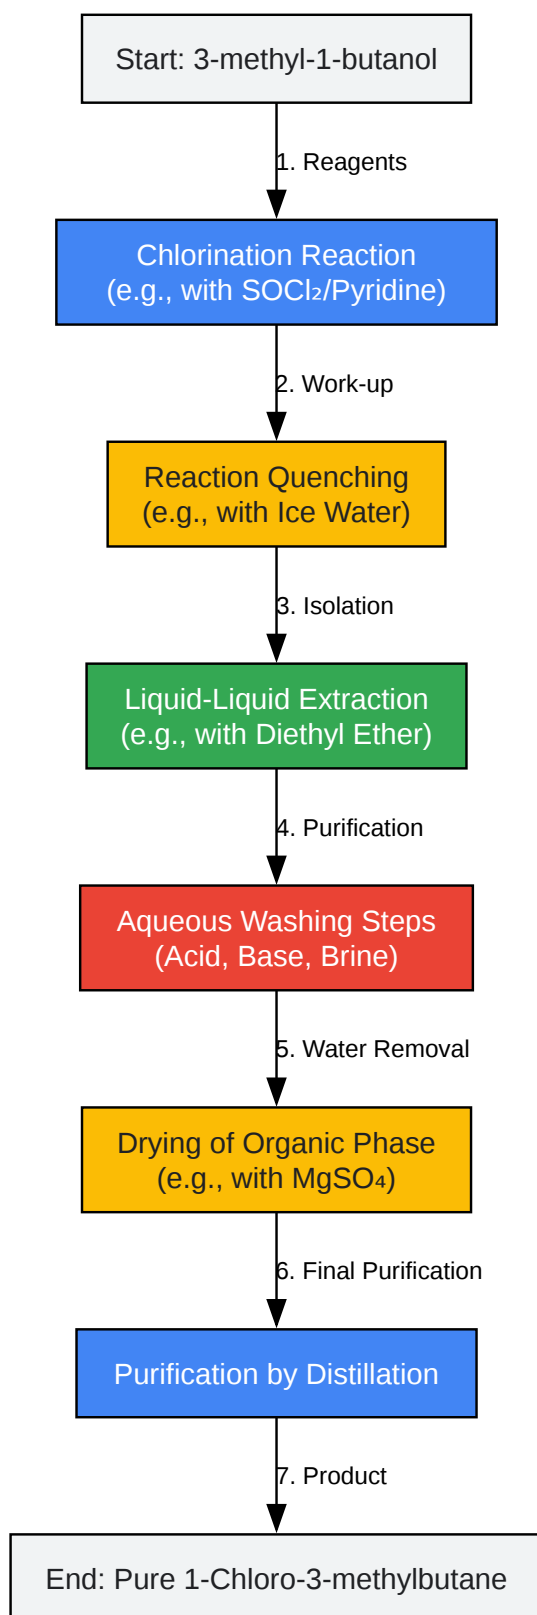 Start: 3-methyl-1-butanol
1. Reagents
Chlorination Reaction
(e.g., with SOCl₂/Pyridine)
2. Work-up
Reaction Quenching
(e.g., with Ice Water)
3. Isolation
Liquid-Liquid Extraction
(e.g., with Diethyl Ether)
4. Purification
Aqueous Washing Steps
(Acid, Base, Brine)
5. Water Removal
Drying of Organic Phase
(e.g., with MgSO₄)
6. Final Purification
Purification by Distillation
7. Product
End: Pure 1-Chloro-3-methylbutane